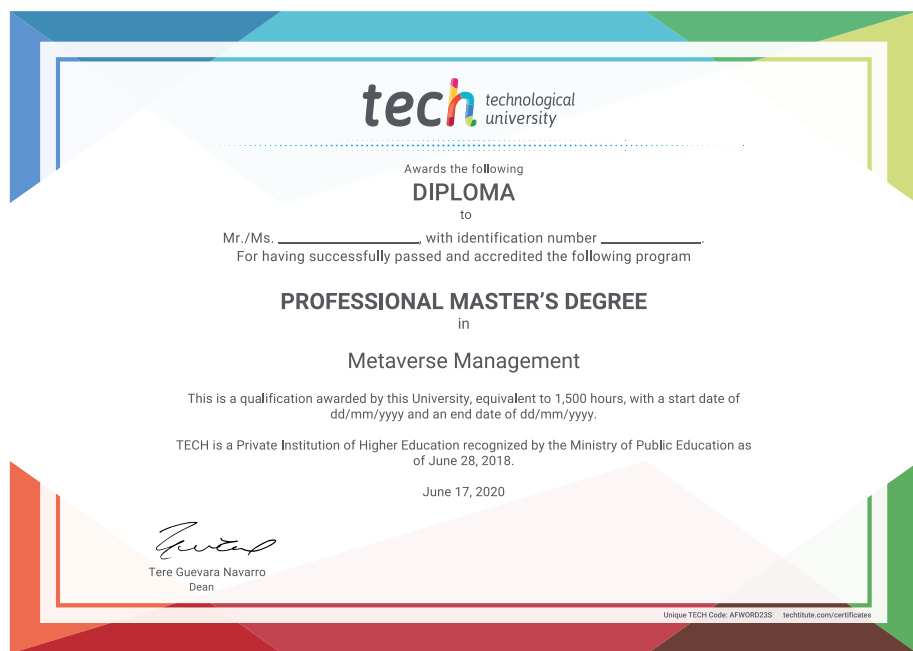 tech technological
university
Awards the following
DIPLOMA
to
Mr./Ms. ____________________, with identification number ______________.
For having successfully passed and accredited the following program
PROFESSIONAL MASTER'S DEGREE
in
Metaverse Management
This is a qualification awarded by this University, equivalent to 1,500 hours, with a start date of
dd/mm/yyyy and an end date of dd/mm/yyyy.
TECH is a Private Institution of Higher Education recognized by the Ministry of Public Education as
of June 28, 2018.
June 17, 2020
Tere Guevara Navarro
Dean
Unique TECH Code: AFWORD23S techtitute.com/certificates